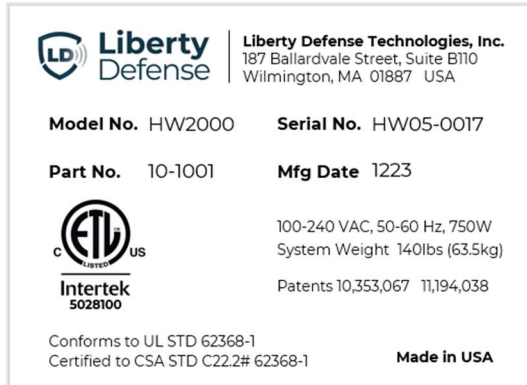 LD Liberty Defense
Liberty Defense Technologies, Inc.
187 Ballardvale Street, Suite B110
Wilmington, MA 01887 USA
Model No. HW2000 Serial No. HW05-0017
Part No. 10-1001 Mfg Date 1223
C ETL US
LISTED
Intertek
5028100
100-240 VAC, 50-60 Hz, 750W
System Weight 140lbs (63.5kg)
Patents 10,353,067 11,194,038
Conforms to UL STD 62368-1
Certified to CSA STD C22.2# 62368-1
Made in USA